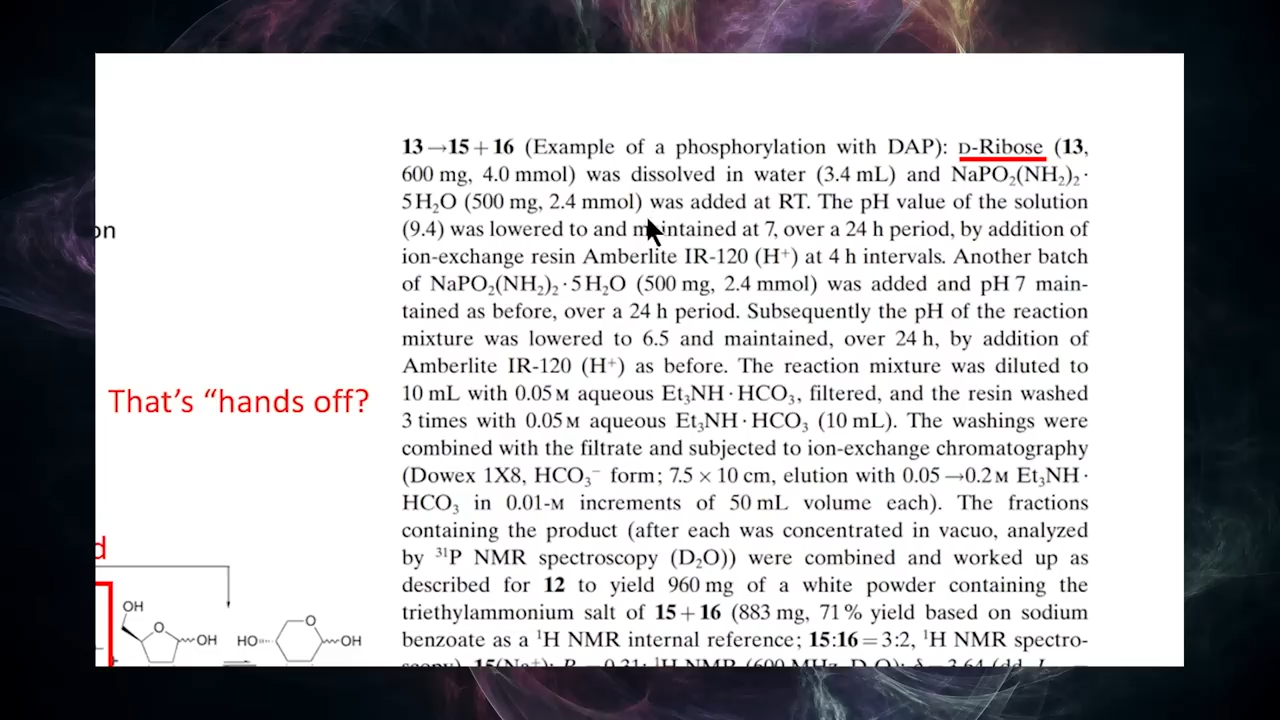 13→15+16 (Example of a phosphorylation with DAP): D-Ribose (13,
600 mg, 4.0 mmol) was dissolved in water (3.4 mL) and NaPO₂(NH₂)₂·
5H₂O (500 mg, 2.4 mmol) was added at RT. The pH value of the solution
(9.4) was lowered to and maintained at 7, over a 24 h period, by addition of
ion-exchange resin Amberlite IR-120 (H⁺) at 4 h intervals. Another batch
of NaPO₂(NH₂)₂·5H₂O (500 mg, 2.4 mmol) was added and pH 7 main-
tained as before, over a 24 h period. Subsequently the pH of the reaction
mixture was lowered to 6.5 and maintained, over 24 h, by addition of
Amberlite IR-120 (H⁺) as before. The reaction mixture was diluted to
10 mL with 0.05 M aqueous Et₃NH·HCO₃, filtered, and the resin washed
3 times with 0.05 M aqueous Et₃NH·HCO₃ (10 mL). The washings were
combined with the filtrate and subjected to ion-exchange chromatography
(Dowex 1X8, HCO₃⁻ form; 7.5 × 10 cm, elution with 0.05→0.2 M Et₃NH·
HCO₃ in 0.01-M increments of 50 mL volume each). The fractions
containing the product (after each was concentrated in vacuo, analyzed
by ³¹P NMR spectroscopy (D₂O)) were combined and worked up as
described for 12 to yield 960 mg of a white powder containing the
triethylammonium salt of 15+16 (883 mg, 71% yield based on sodium
benzoate as a ¹H NMR internal reference; 15:16=3:2, ¹H NMR spectro-
on
That's "hands off?
d
OH
O
OH
HO
O
OH